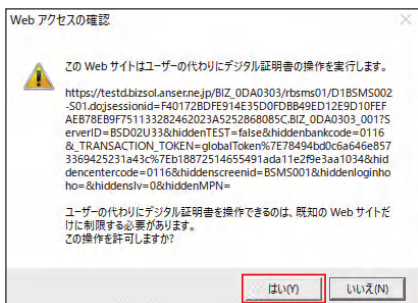 Web アクセスの確認
この Web サイトはユーザーの代わりにデジタル証明書の操作を実行します。
https://testd.bizsol.anser.ne.jp/BIZ_0DA0303/rbsms01/D1BSMS002
-S01.do;jsessionid=F40172BDFE914E35D0FDBB49ED12E9D10FEF
AEB78EB9F751133282462023A5252868085C.BIZ_0DA0303_001?S
erverID=BSD02U33&hiddenTEST=false&hiddenbankcode=0116
&_TRANSACTION_TOKEN=globalToken%7E78494bd0c6a646e857
3369425231a43c%7Eb18872514655491ada11e2f9e3aa1034&hid
dencentercode=0116&hiddenscreenid=BSMS001&hiddenloginho
ho=&hiddenslv=0&hiddenMPN=
ユーザーの代わりにデジタル証明書を操作できるのは、既知の Web サイトだ
けに制限する必要があります。
この操作を許可しますか?
はい(Y) いいえ(N)